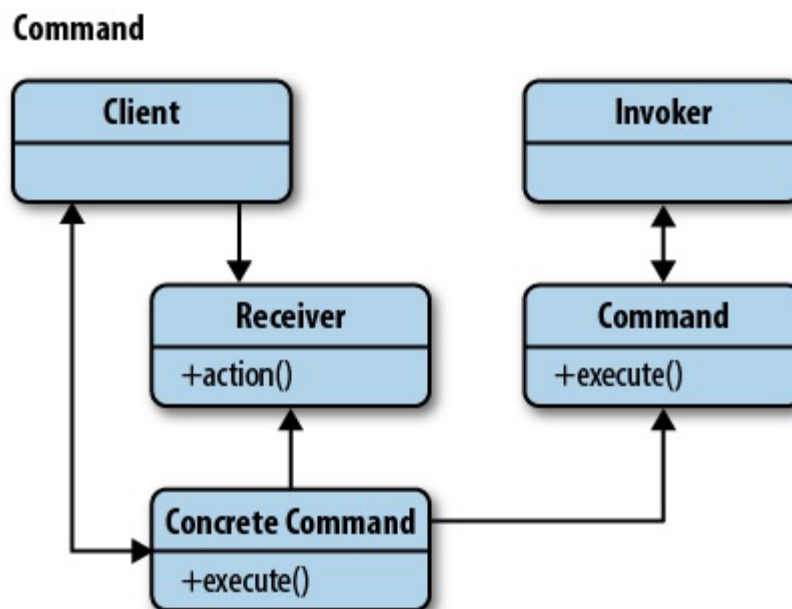 Command
Client
Invoker
Receiver
+action()
Command
+execute()
Concrete Command
+execute()